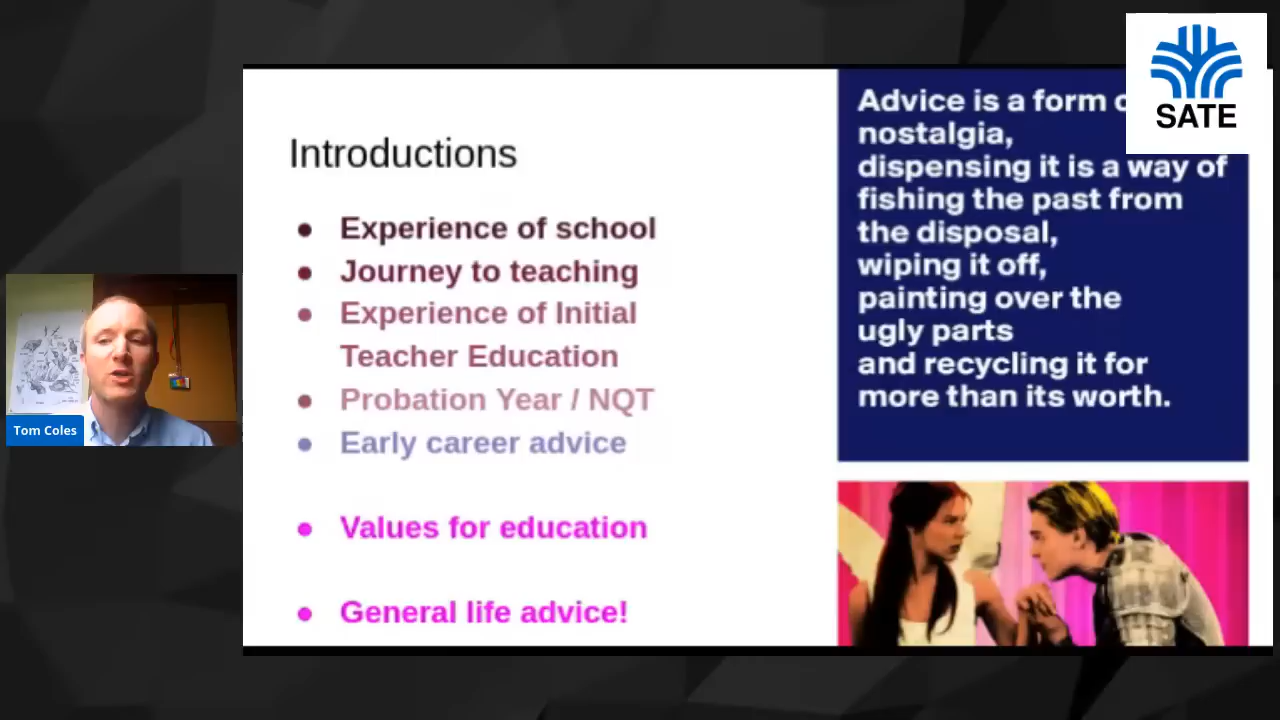 Introductions
Experience of school
Journey to teaching
Experience of Initial
Teacher Education
Probation Year / NQT
Early career advice
Values for education
General life advice!
Advice is a form
nostalgia,
dispensing it is a way of
fishing the past from
the disposal,
wiping it off,
painting over the
ugly parts
and recycling it for
more than its worth.
SATE
Tom Coles